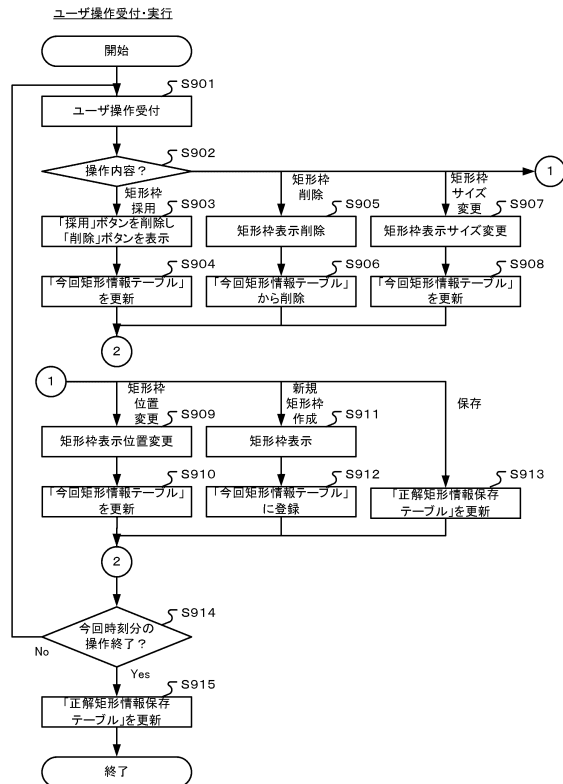 ユーザ操作受付・実行
開始
S901
ユーザ操作受付
S902
操作内容？
1
矩形枠
採用
矩形枠
削除
矩形枠
サイズ
変更
S903
「採用」ボタンを削除し
「削除」ボタンを表示
S905
矩形枠表示削除
S907
矩形枠表示サイズ変更
S904
「今回矩形情報テーブル」
を更新
S906
「今回矩形情報テーブル」
から削除
S908
「今回矩形情報テーブル」
を更新
2
1
矩形枠
位置
変更
新規
矩形枠
作成
保存
S909
矩形枠表示位置変更
S911
矩形枠表示
S910
「今回矩形情報テーブル」
を更新
S912
「今回矩形情報テーブル」
に登録
S913
「正解矩形情報保存
テーブル」を更新
2
S914
今回時刻分の
操作終了？
No
Yes
S915
「正解矩形情報保存
テーブル」を更新
終了